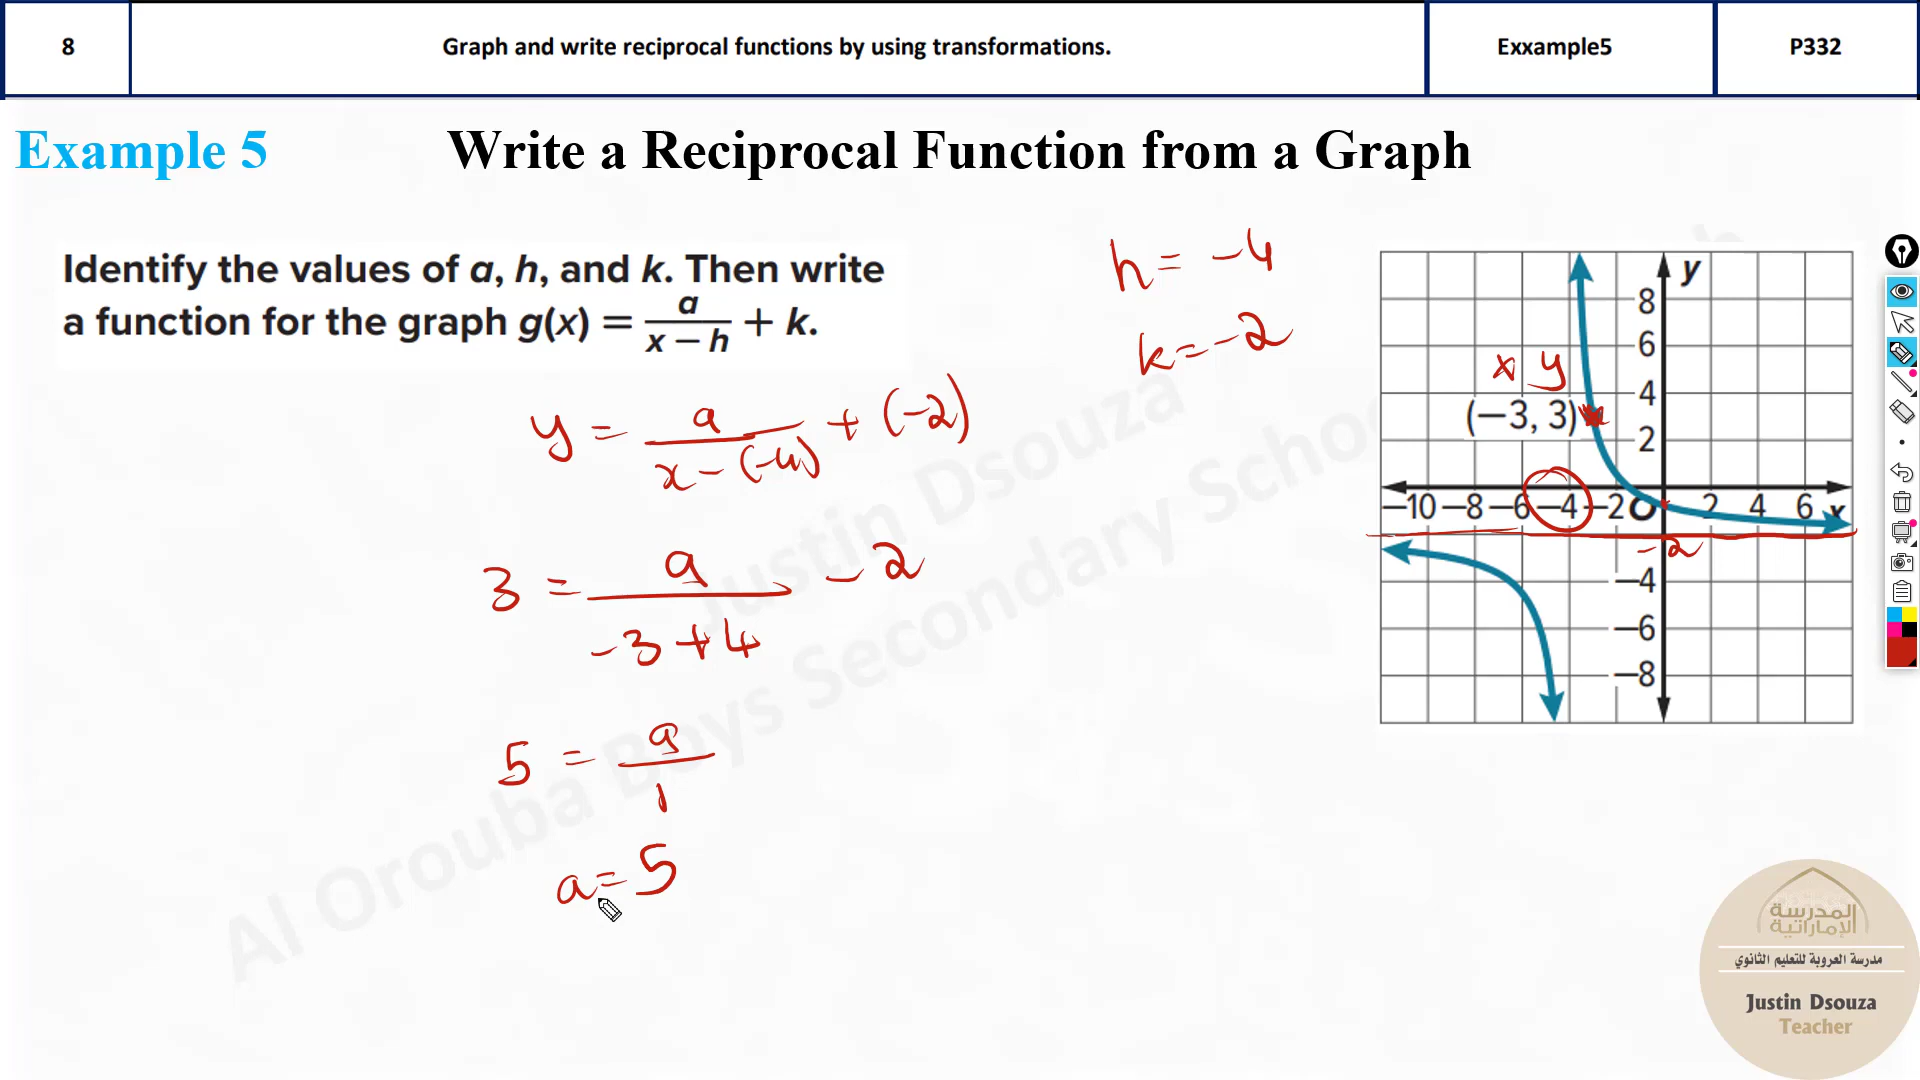 8 Graph and write reciprocal functions by using transformations. Exxample5 P332
Example 5 Write a Reciprocal Function from a Graph
Identify the values of a, h, and k. Then write
a function for the graph g(x) = a/(x − h) + k.
h = -4
k = -2
y = a/(x - (-4)) + (-2)
3 = a/(-3 + 4) - 2
5 = a/1
a = 5
y
8
6
x y
4
(−3, 3)
2
−10 −8 −6 −4 −2 O 2 4 6 x
-2
−4
−6
−8
Al Orouba Boys Secondary School
Justin Dsouza
المدرسة
الإماراتية
مدرسة العروبة للتعليم الثانوي
Justin Dsouza
Teacher